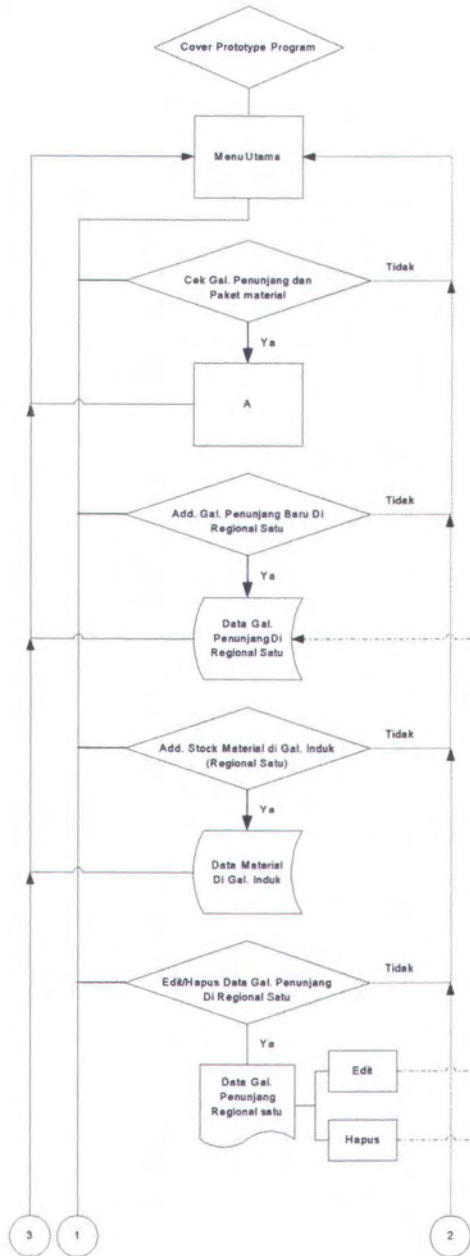 Cover Prototype Program
Menu Utama
Cek Gal. Penunjang dan
Paket material
Tidak
Ya
A
Add. Gal. Penunjang Baru Di
Regional Satu
Tidak
Ya
Data Gal.
Penunjang Di
Regional Satu
Add. Stock Material di Gal. Induk
(Regional Satu)
Tidak
Ya
Data Material
Di Gal. Induk
Edit/Hapus Data Gal. Penunjang
Di Regional Satu
Tidak
Ya
Data Gal.
Penunjang
Regional satu
Edit
Hapus
3
1
2